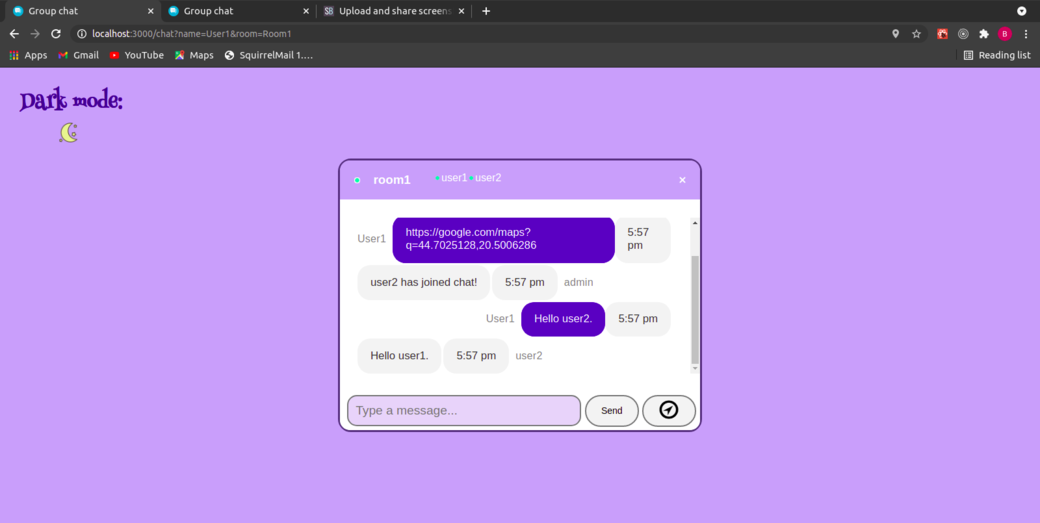 Group chat
Group chat
Upload and share screens
localhost:3000/chat?name=User1&room=Room1
B
Apps
Gmail
YouTube
Maps
SquirrelMail 1....
Reading list
Dark mode:
room1
user1 user2
User1
https://google.com/maps?
q=44.7025128,20.5006286
5:57
pm
user2 has joined chat!
5:57 pm
admin
User1
Hello user2.
5:57 pm
Hello user1.
5:57 pm
user2
Type a message...
Send